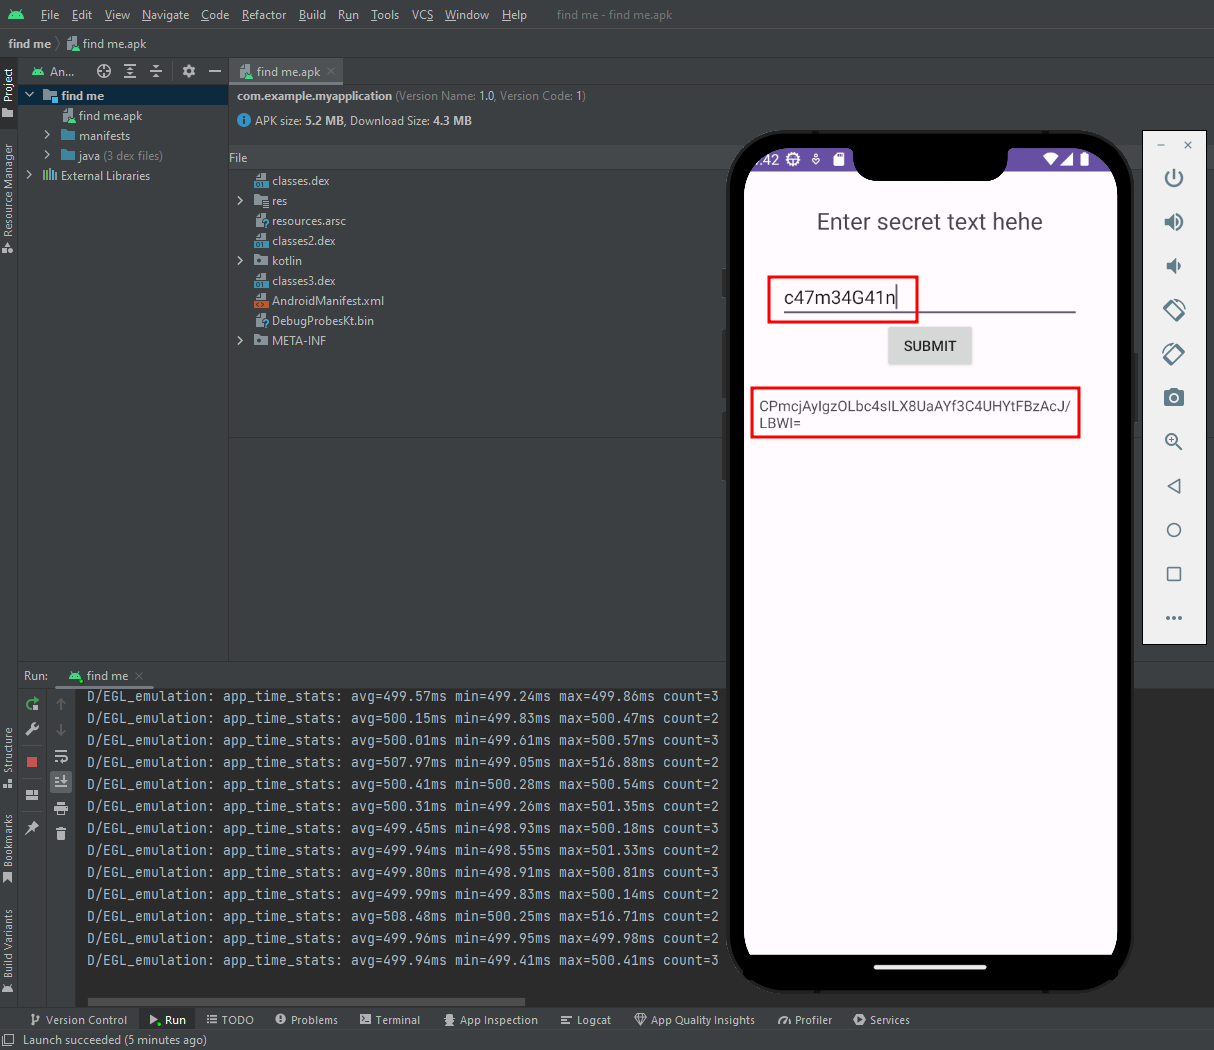 File Edit View Navigate Code Refactor Build Run Tools VCS Window Help find me - find me.apk
find me find me.apk
Project
Resource Manager
Structure
Bookmarks
Build Variants
An...
find me
find me.apk
manifests
java (3 dex files)
External Libraries
find me.apk
com.example.myapplication (Version Name: 1.0, Version Code: 1)
APK size: 5.2 MB, Download Size: 4.3 MB
File
classes.dex
res
resources.arsc
classes2.dex
kotlin
classes3.dex
AndroidManifest.xml
DebugProbesKt.bin
META-INF
:42
Enter secret text hehe
c47m34G41n
SUBMIT
CPmcjAyIgzOLbc4sILX8UaAYf3C4UHYtFBzAcJ/
LBWI=
Run: find me
D/EGL_emulation: app_time_stats: avg=499.57ms min=499.24ms max=499.86ms count=3
D/EGL_emulation: app_time_stats: avg=500.15ms min=499.83ms max=500.47ms count=2
D/EGL_emulation: app_time_stats: avg=500.01ms min=499.61ms max=500.57ms count=3
D/EGL_emulation: app_time_stats: avg=507.97ms min=499.05ms max=516.88ms count=2
D/EGL_emulation: app_time_stats: avg=500.41ms min=500.28ms max=500.54ms count=2
D/EGL_emulation: app_time_stats: avg=500.31ms min=499.26ms max=501.35ms count=2
D/EGL_emulation: app_time_stats: avg=499.45ms min=498.93ms max=500.18ms count=3
D/EGL_emulation: app_time_stats: avg=499.94ms min=498.55ms max=501.33ms count=2
D/EGL_emulation: app_time_stats: avg=499.80ms min=498.91ms max=500.81ms count=3
D/EGL_emulation: app_time_stats: avg=499.99ms min=499.83ms max=500.14ms count=2
D/EGL_emulation: app_time_stats: avg=508.48ms min=500.25ms max=516.71ms count=2
D/EGL_emulation: app_time_stats: avg=499.96ms min=499.95ms max=499.98ms count=2
D/EGL_emulation: app_time_stats: avg=499.94ms min=499.41ms max=500.41ms count=3
Version Control Run TODO Problems Terminal App Inspection Logcat App Quality Insights Profiler Services
Launch succeeded (5 minutes ago)